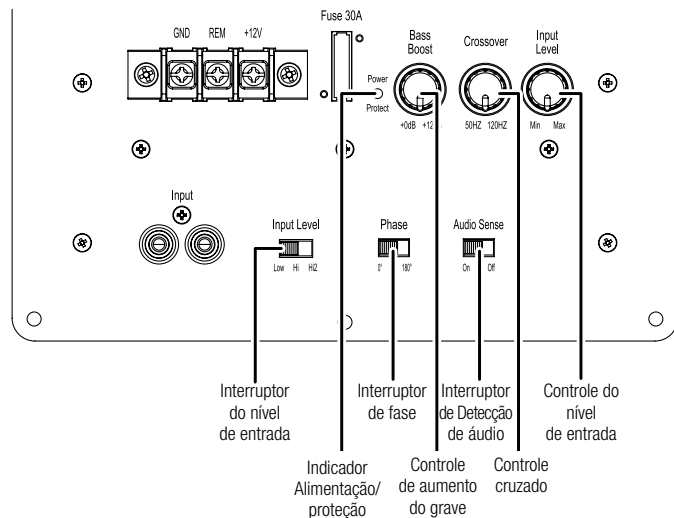 Fuse 30A
GND REM +12V
Bass
Boost
Crossover
Input
Level
Power
Protect
+0dB
50HZ 120HZ
Min Max
Input
Input Level
Low Hi Hi2
Phase
0° 180°
Audio Sense
On Off
Interruptor
do nível
de entrada
Interruptor
de fase
Interruptor
de Detecção
de áudio
Controle do
nível
de entrada
Indicador
Alimentação/
proteção
Controle
de aumento
do grave
Controle
cruzado